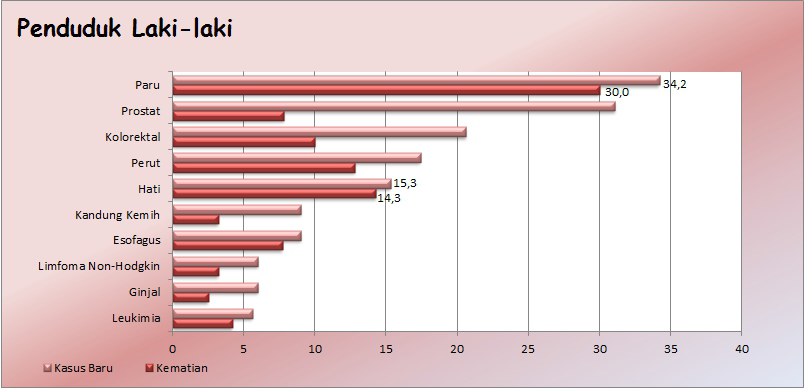 Penduduk Laki-laki
Paru
34,2
30,0
Prostat
Kolorektal
Perut
Hati
15,3
14,3
Kandung Kemih
Esofagus
Limfoma Non-Hodgkin
Ginjal
Leukimia
0 5 10 15 20 25 30 35 40
Kasus Baru Kematian